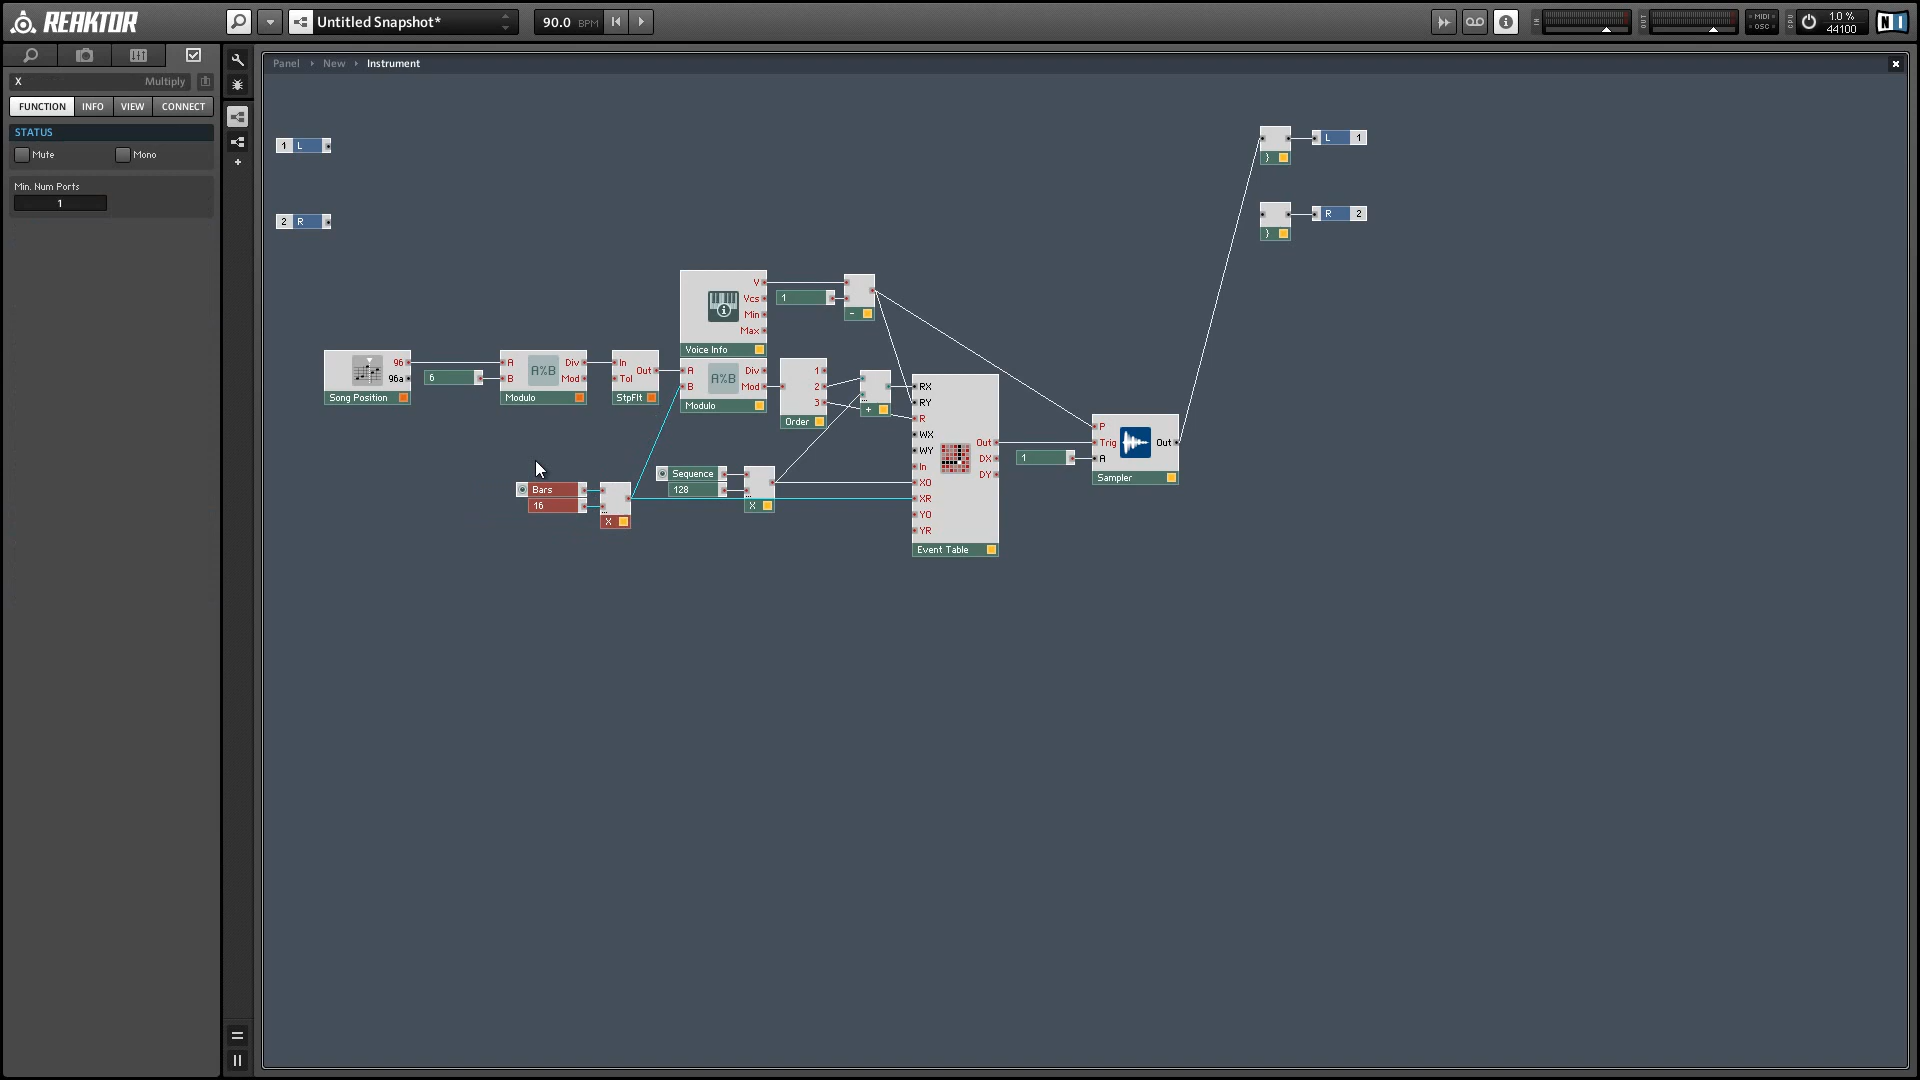 REAKTOR
Untitled Snapshot*
90.0 BPM
MIDI
OSC
1.0 %
44100
Panel
New
Instrument
X
Multiply
FUNCTION
INFO
VIEW
CONNECT
STATUS
Mute
Mono
Min. Num Ports
1
1 L
2 R
L 1
R 2
V
Vcs
Min
Max
Voice Info
1
-
96
96a
Song Position
6
A
B
A%B
Div
Mod
Modulo
In
Tol
Out
StpFlt
A
B
A%B
Div
Mod
Modulo
1
2
3
Order
+
RX
RY
R
WX
WY
In
XO
XR
YO
YR
Out
DX
DY
Event Table
1
P
Trig
A
Out
Sampler
Sequence
128
X
Bars
16
X